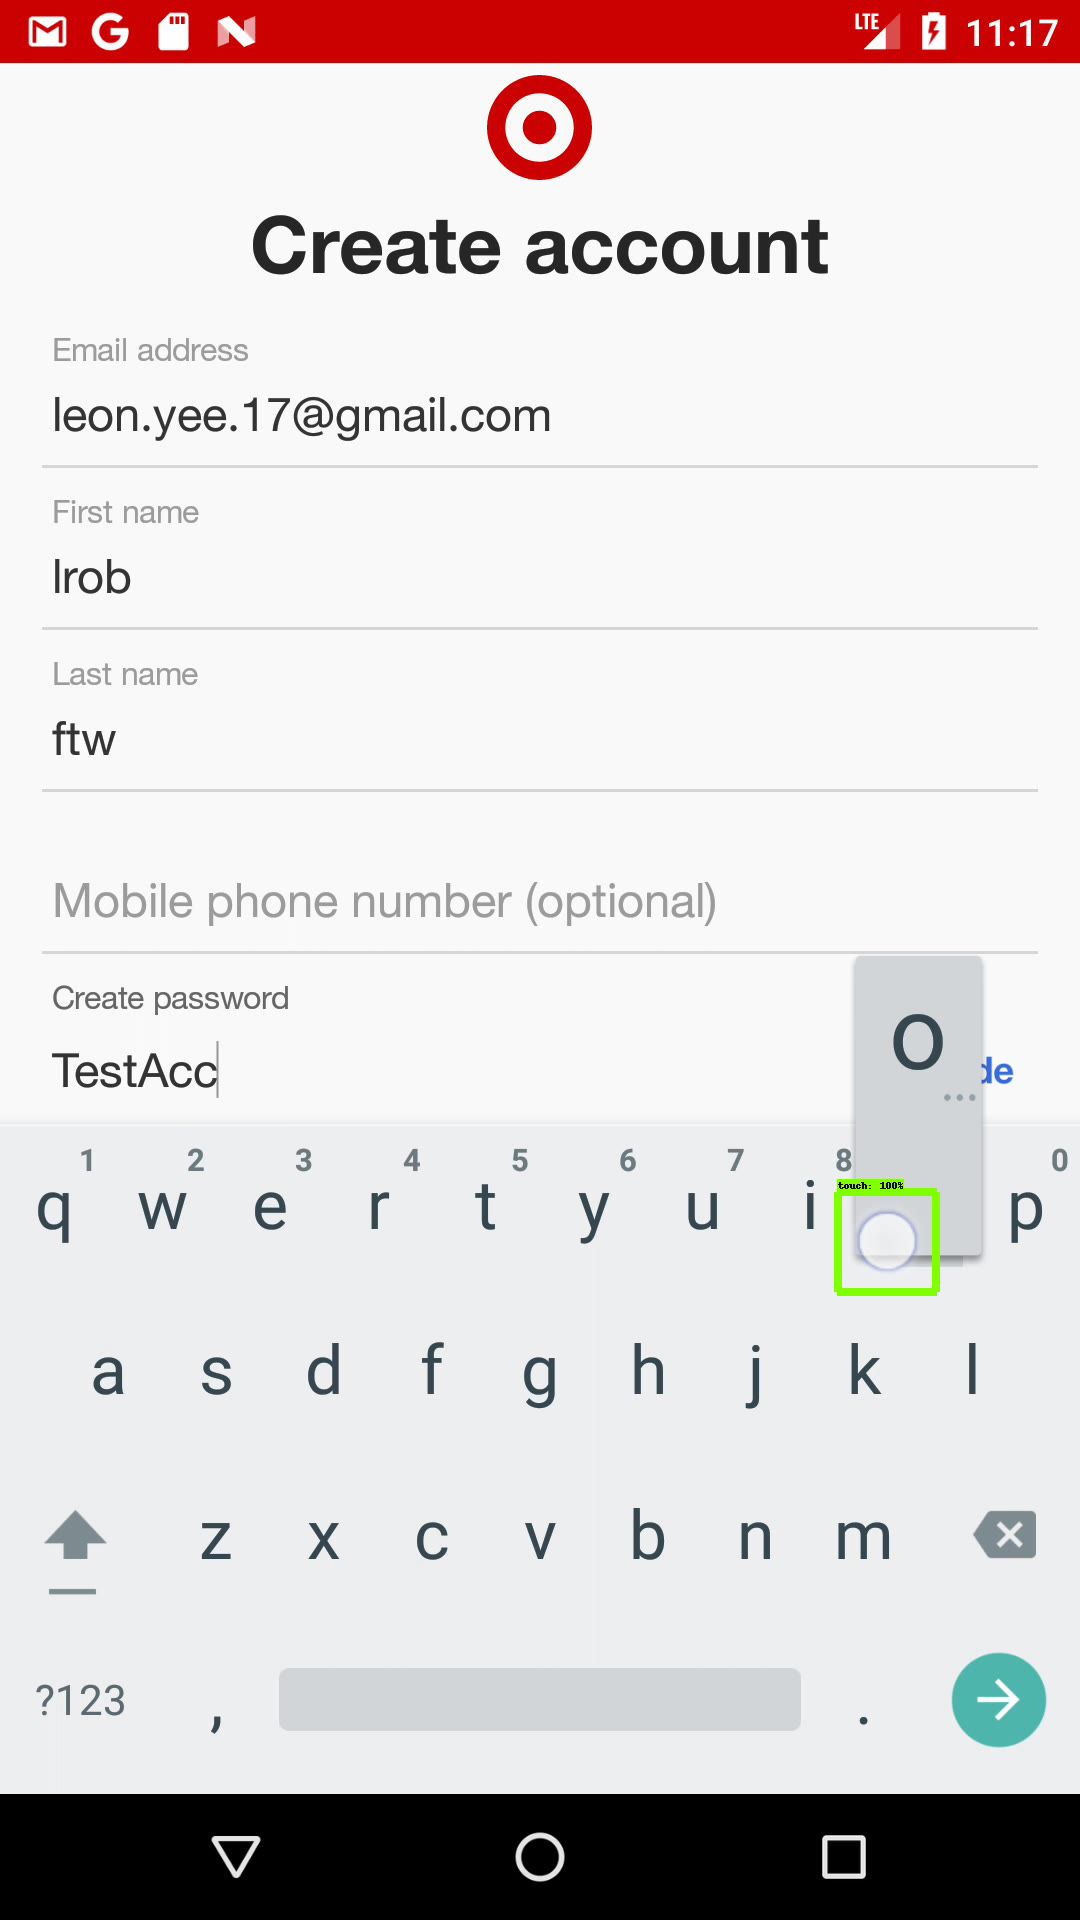 LTE 11:17
Create account
Email address
leon.yee.17@gmail.com
First name
lrob
Last name
ftw
Mobile phone number (optional)
Create password
TestAcc
de
o
...
1 2 3 4 5 6 7 8 0
q w e r t y u i p
touch: 100%
a s d f g h j k l
z x c v b n m
?123 , .